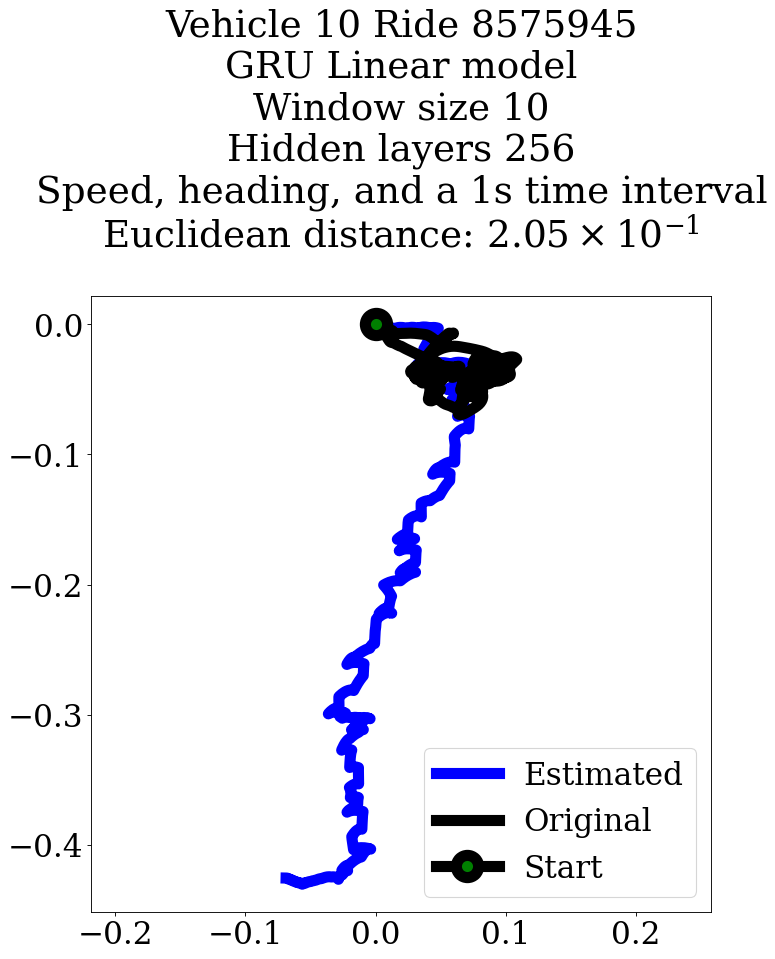 Vehicle 10 Ride 8575945
GRU Linear model
Window size 10
Hidden layers 256
Speed, heading, and a 1s time interval
Euclidean distance: 2.05 × 10⁻¹
0.0
−0.1
−0.2
−0.3
−0.4
Estimated
Original
Start
−0.2 −0.1 0.0 0.1 0.2